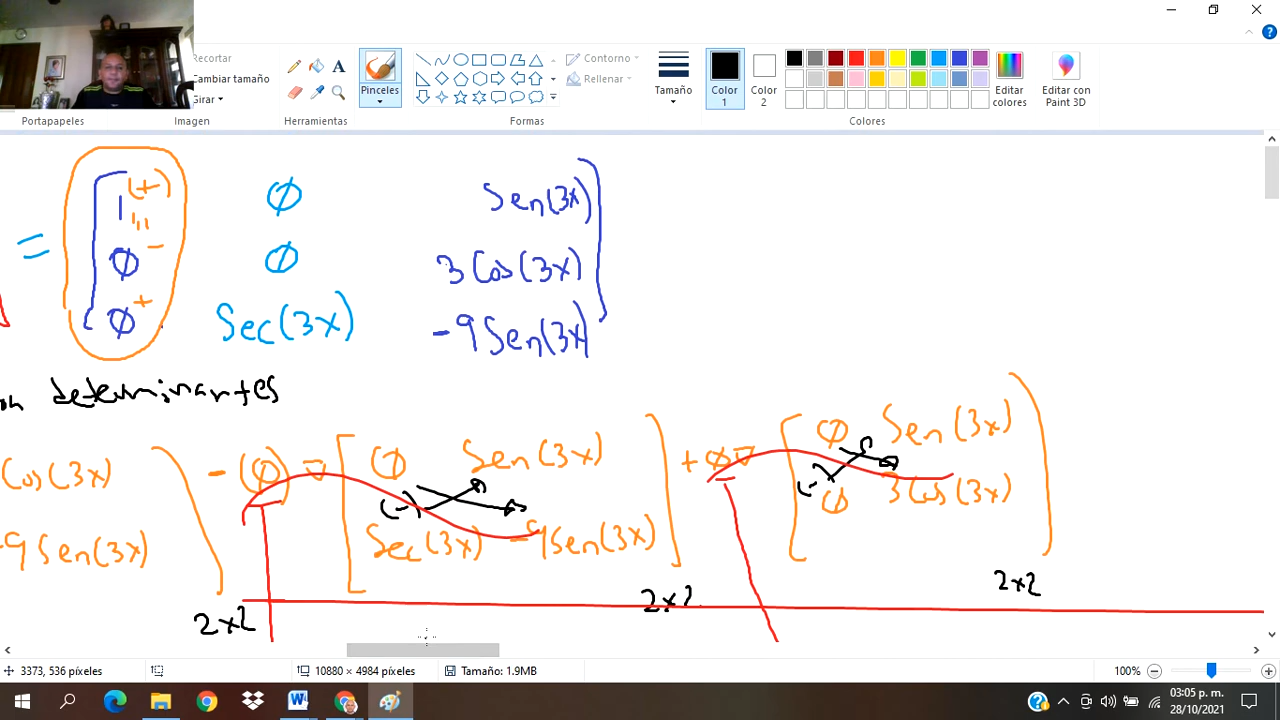 Recortar
Cambiar tamaño
Girar
Pinceles
Contorno
Rellenar
Tamaño
Color 1
Color 2
Editar colores
Editar con Paint 3D
Portapapeles
Imagen
Herramientas
Formas
Colores
1 (+) ∅ Sen(3x)
= ∅ - ∅ 3Cos(3x)
∅ + Sec(3x) -9Sen(3x)
determinantes
Cos(3x) - (∅) ∇ ∅ Sen(3x) + ∅ ∇ ∅ Sen(3x)
9Sen(3x) (-) Sec(3x) -9Sen(3x) (-) ∅ 3Cos(3x)
2x2 2x2 2x2
3373, 536 píxeles
10880 × 4984 píxeles
Tamaño: 1.9MB
100%
03:05 p. m.
28/10/2021